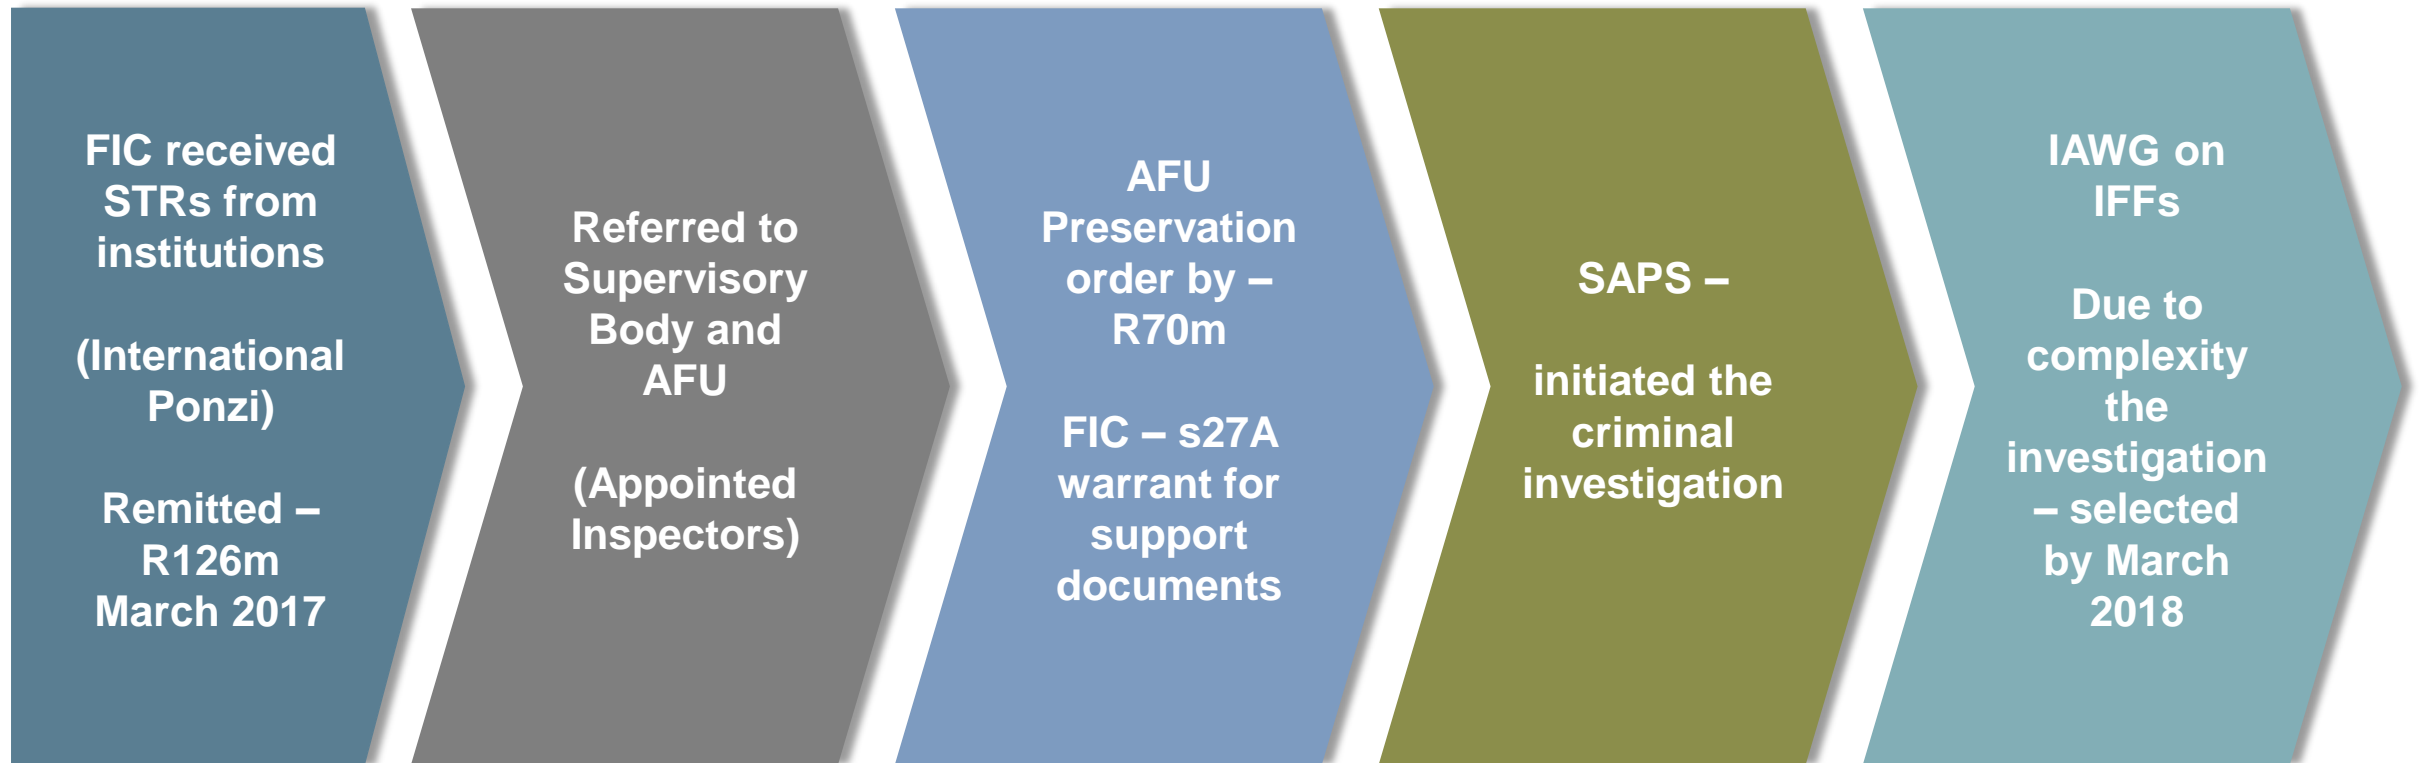 FIC received
STRs from
institutions
(International
Ponzi)
Remitted –
R126m
March 2017
Referred to
Supervisory
Body and
AFU
(Appointed
Inspectors)
AFU
Preservation
order by –
R70m
FIC – s27A
warrant for
support
documents
SAPS –
initiated the
criminal
investigation
IAWG on
IFFs
Due to
complexity
the
investigation
– selected
by March
2018